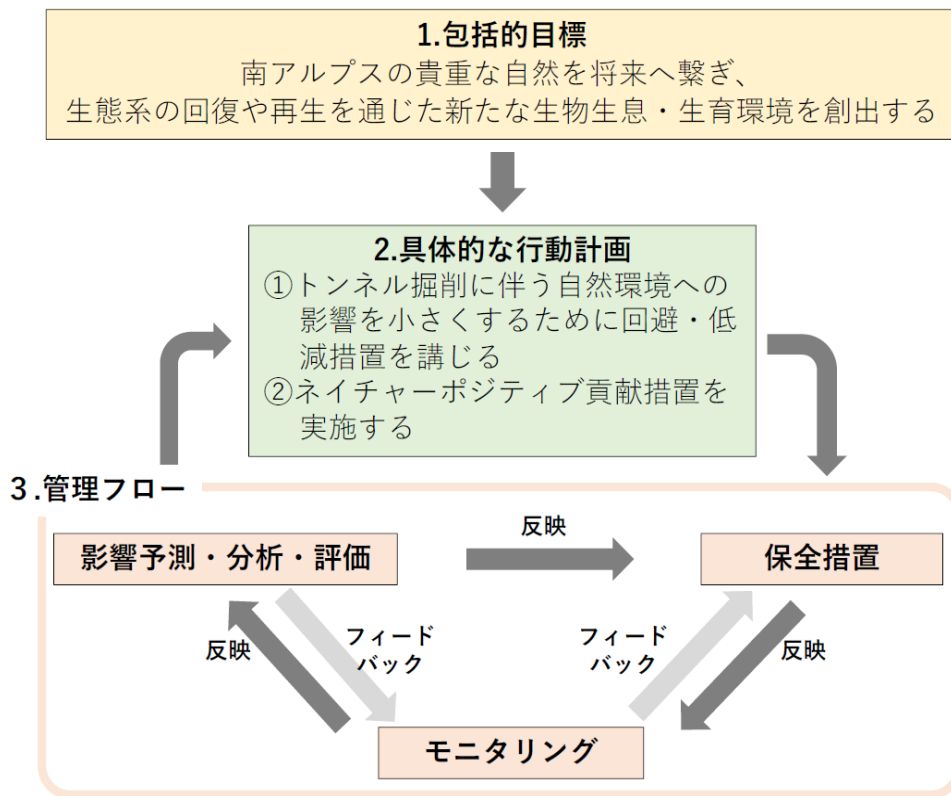 1.包括的目標
南アルプスの貴重な自然を将来へ繋ぎ、
生態系の回復や再生を通じた新たな生物生息・生育環境を創出する
2.具体的な行動計画
①トンネル掘削に伴う自然環境への
影響を小さくするために回避・低
減措置を講じる
②ネイチャーポジティブ貢献措置を
実施する
３.管理フロー
影響予測・分析・評価
反映
保全措置
反映
フィード
バック
フィード
バック
反映
モニタリング